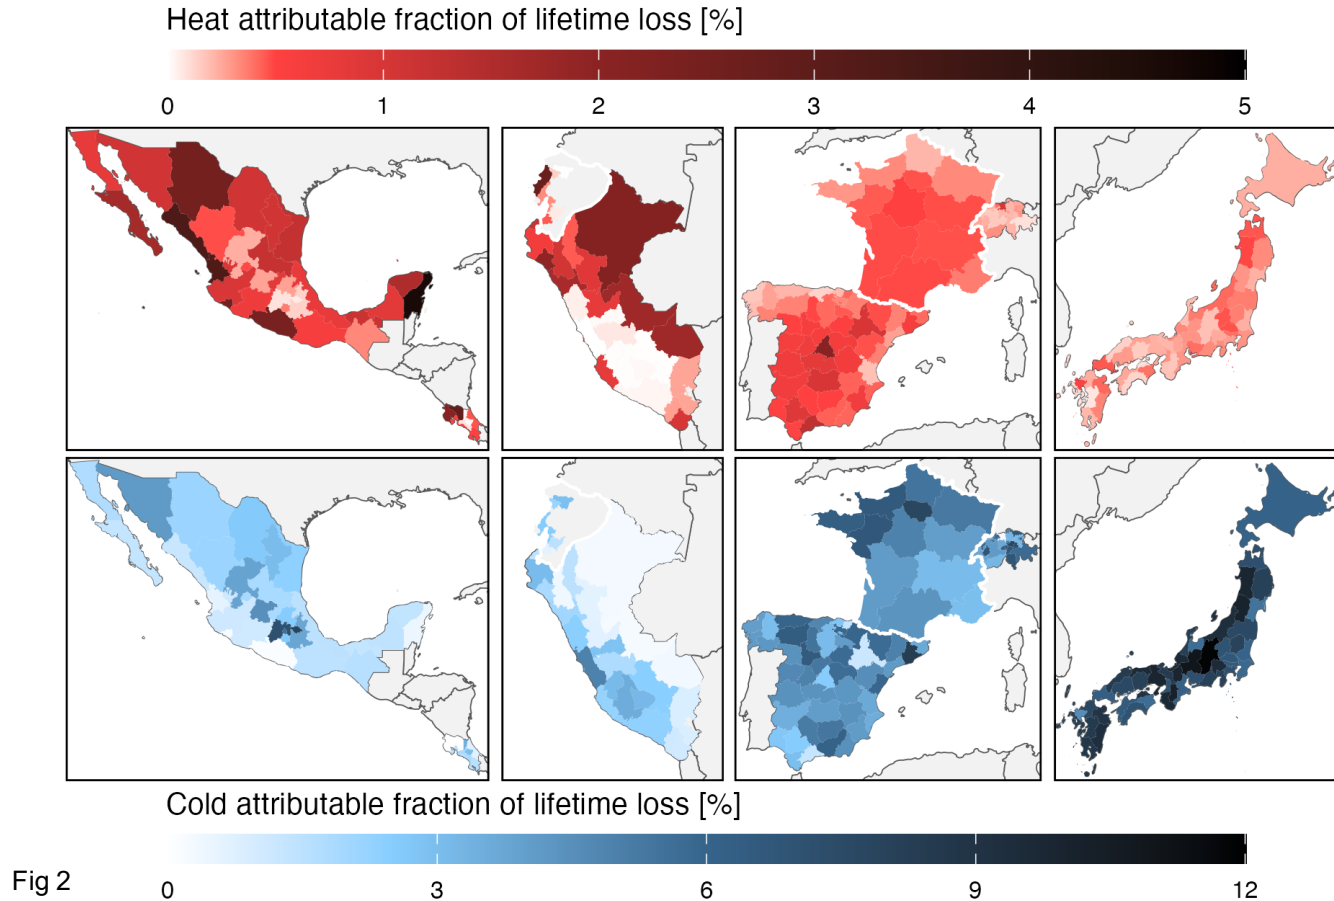 Heat attributable fraction of lifetime loss [%]
0 1 2 3 4 5
Cold attributable fraction of lifetime loss [%]
Fig 2
0 3 6 9 12